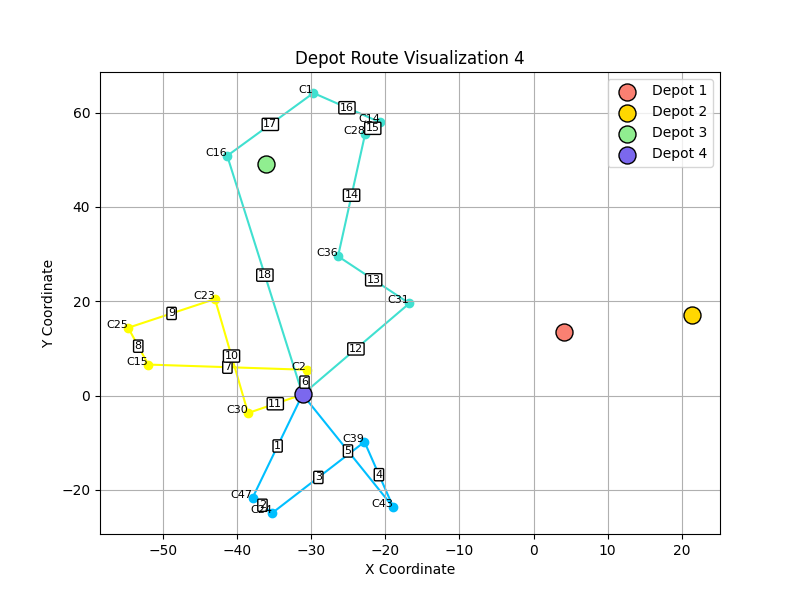 Depot Route Visualization 4
Depot 1
Depot 2
Depot 3
Depot 4
C1
16
C14
17
15
C28
C16
14
C36
18
13
C31
C23
9
C25
8
12
10
C15
7
C2
6
C30
11
C39
1
5
4
3
C47
2
C24
C43
60
40
20
0
−20
−50
−40
−30
−20
−10
0
10
20
X Coordinate
Y Coordinate